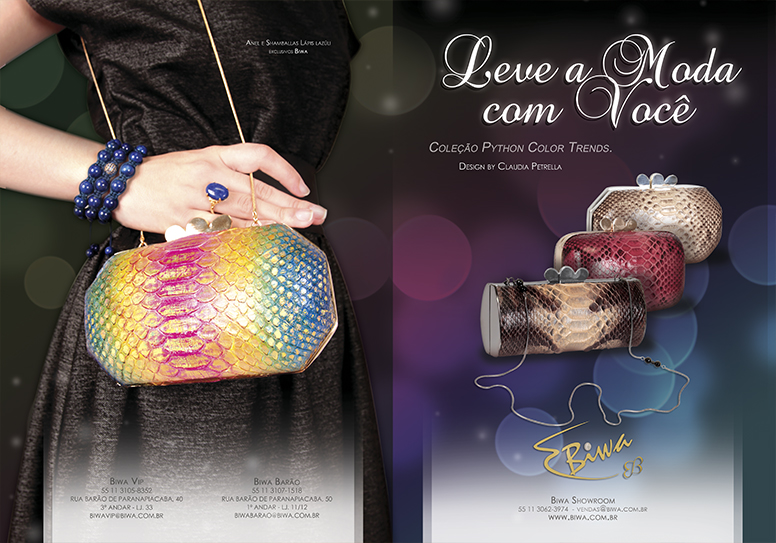 Anel e Shamballas Lápis lazúli
exclusivos Biwa
Leve a Moda
com Você
Coleção Python Color Trends.
Design by Claudia Petrella
Biwa
Biwa Vip
55 11 3105-8352
Rua Barão de Paranapiacaba, 40
3ª andar - Lj. 33
biwavip@biwa.com.br
Biwa Barão
55 11 3107-1518
Rua Barão de Paranapiacaba, 50
1ª andar - Lj. 11/12
biwabarao@biwa.com.br
Biwa Showroom
55 11 3062-3974 - vendas@biwa.com.br
www.biwa.com.br